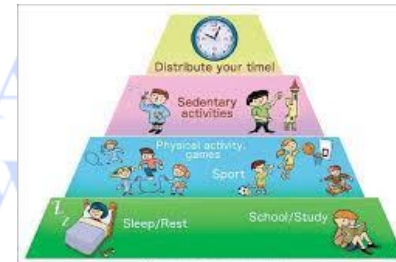 Distribute your time!
Sedentary
activities
Physical activity,
games
Sport
Z
Z
Sleep/Rest
School/Study